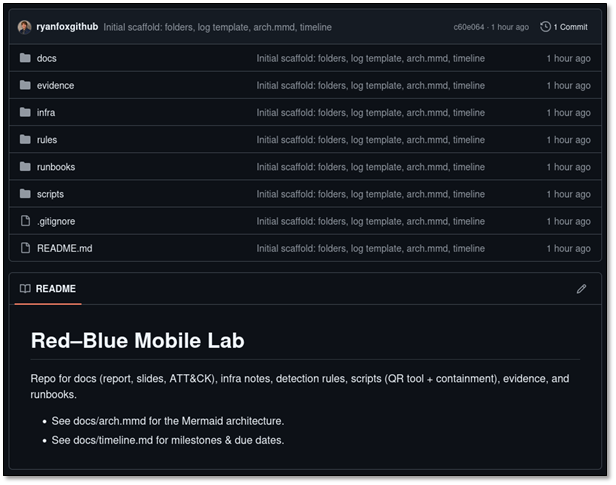 ryanfoxgithub Initial scaffold: folders, log template, arch.mmd, timeline c60e064 · 1 hour ago 1 Commit
docs Initial scaffold: folders, log template, arch.mmd, timeline 1 hour ago
evidence Initial scaffold: folders, log template, arch.mmd, timeline 1 hour ago
infra Initial scaffold: folders, log template, arch.mmd, timeline 1 hour ago
rules Initial scaffold: folders, log template, arch.mmd, timeline 1 hour ago
runbooks Initial scaffold: folders, log template, arch.mmd, timeline 1 hour ago
scripts Initial scaffold: folders, log template, arch.mmd, timeline 1 hour ago
.gitignore Initial scaffold: folders, log template, arch.mmd, timeline 1 hour ago
README.md Initial scaffold: folders, log template, arch.mmd, timeline 1 hour ago
README
Red–Blue Mobile Lab
Repo for docs (report, slides, ATT&CK), infra notes, detection rules, scripts (QR tool + containment), evidence, and
runbooks.
• See docs/arch.mmd for the Mermaid architecture.
• See docs/timeline.md for milestones & due dates.